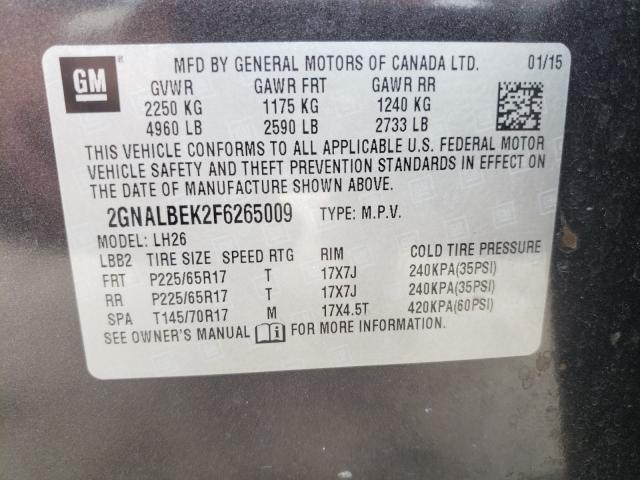 GM
MFD BY GENERAL MOTORS OF CANADA LTD. 01/15
GVWR GAWR FRT GAWR RR
2250 KG 1175 KG 1240 KG
4960 LB 2590 LB 2733 LB
THIS VEHICLE CONFORMS TO ALL APPLICABLE U.S. FEDERAL MOTOR
VEHICLE SAFETY AND THEFT PREVENTION STANDARDS IN EFFECT ON
THE DATE OF MANUFACTURE SHOWN ABOVE.
2GNALBEK2F6265009 TYPE: M.P.V.
MODEL: LH26
LBB2 TIRE SIZE SPEED RTG RIM COLD TIRE PRESSURE
FRT P225/65R17 T 17X7J 240KPA(35PSI)
RR P225/65R17 T 17X7J 240KPA(35PSI)
SPA T145/70R17 M 17X4.5T 420KPA(60PSI)
SEE OWNER'S MANUAL FOR MORE INFORMATION.